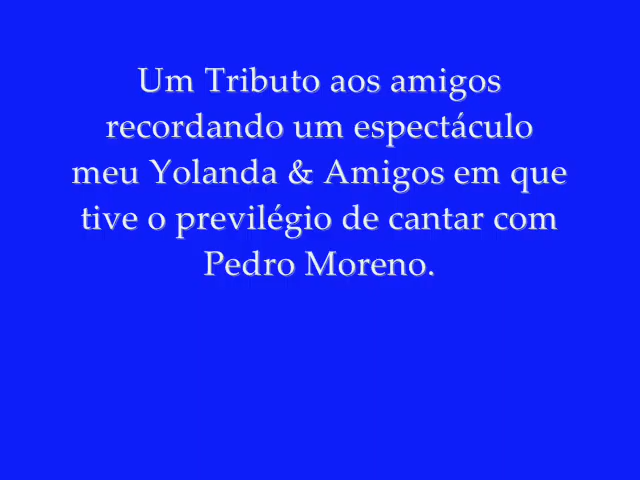 Um Tributo aos amigos
recordando um espectáculo
meu Yolanda & Amigos em que
tive o previlégio de cantar com
Pedro Moreno.